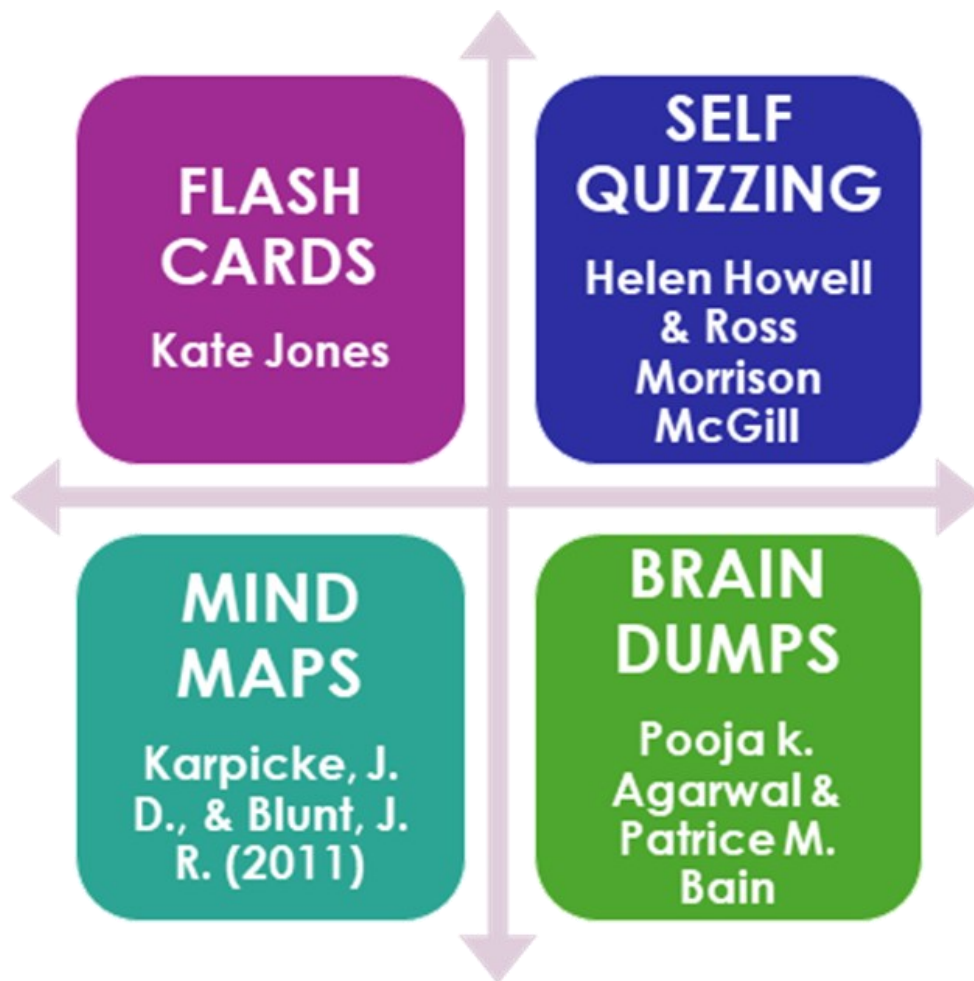 FLASH
CARDS
Kate Jones
SELF
QUIZZING
Helen Howell
& Ross
Morrison
McGill
MIND
MAPS
Karpicke, J.
D., & Blunt, J.
R. (2011)
BRAIN
DUMPS
Pooja k.
Agarwal &
Patrice M.
Bain